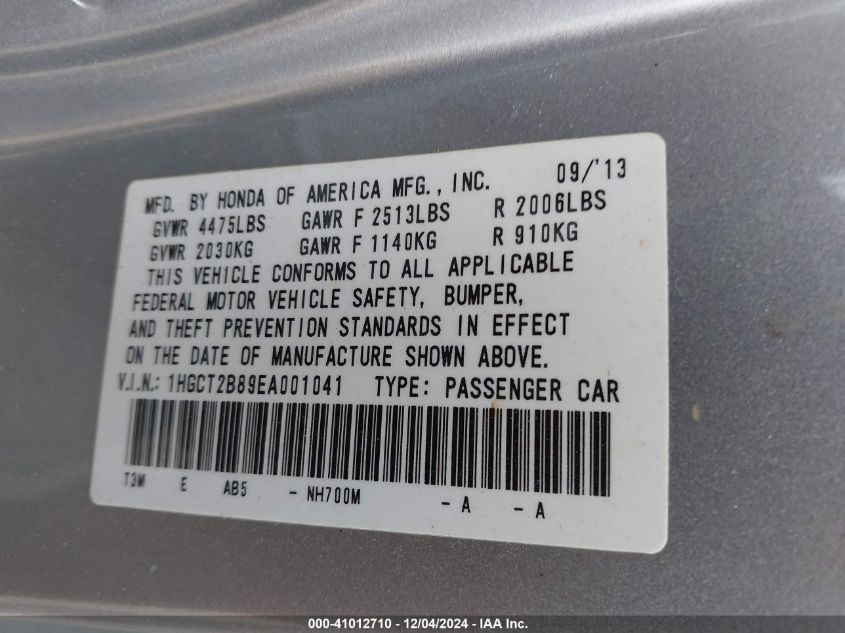 MFD. BY HONDA OF AMERICA MFG., INC. 09/'13
GVWR 4475LBS GAWR F 2513LBS R 2006LBS
GVWR 2030KG GAWR F 1140KG R 910KG
THIS VEHICLE CONFORMS TO ALL APPLICABLE
FEDERAL MOTOR VEHICLE SAFETY, BUMPER,
AND THEFT PREVENTION STANDARDS IN EFFECT
ON THE DATE OF MANUFACTURE SHOWN ABOVE.
V.I.N.: 1HGCT2B89EA001041 TYPE: PASSENGER CAR
T3M E AB5 - NH700M - A - A
000-41012710 - 12/04/2024 - IAA Inc.